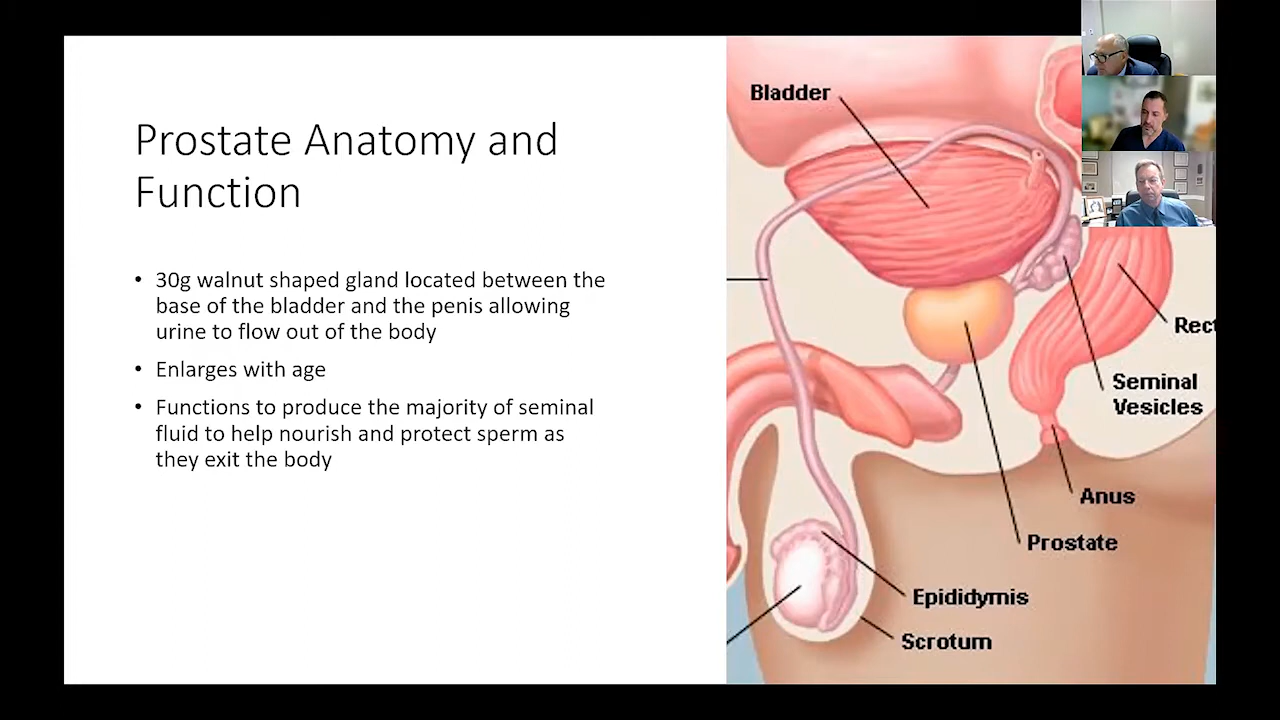 Prostate Anatomy and
Function
• 30g walnut shaped gland located between the
base of the bladder and the penis allowing
urine to flow out of the body
• Enlarges with age
• Functions to produce the majority of seminal
fluid to help nourish and protect sperm as
they exit the body
Bladder
Rect
Seminal
Vesicles
Anus
Prostate
Epididymis
Scrotum